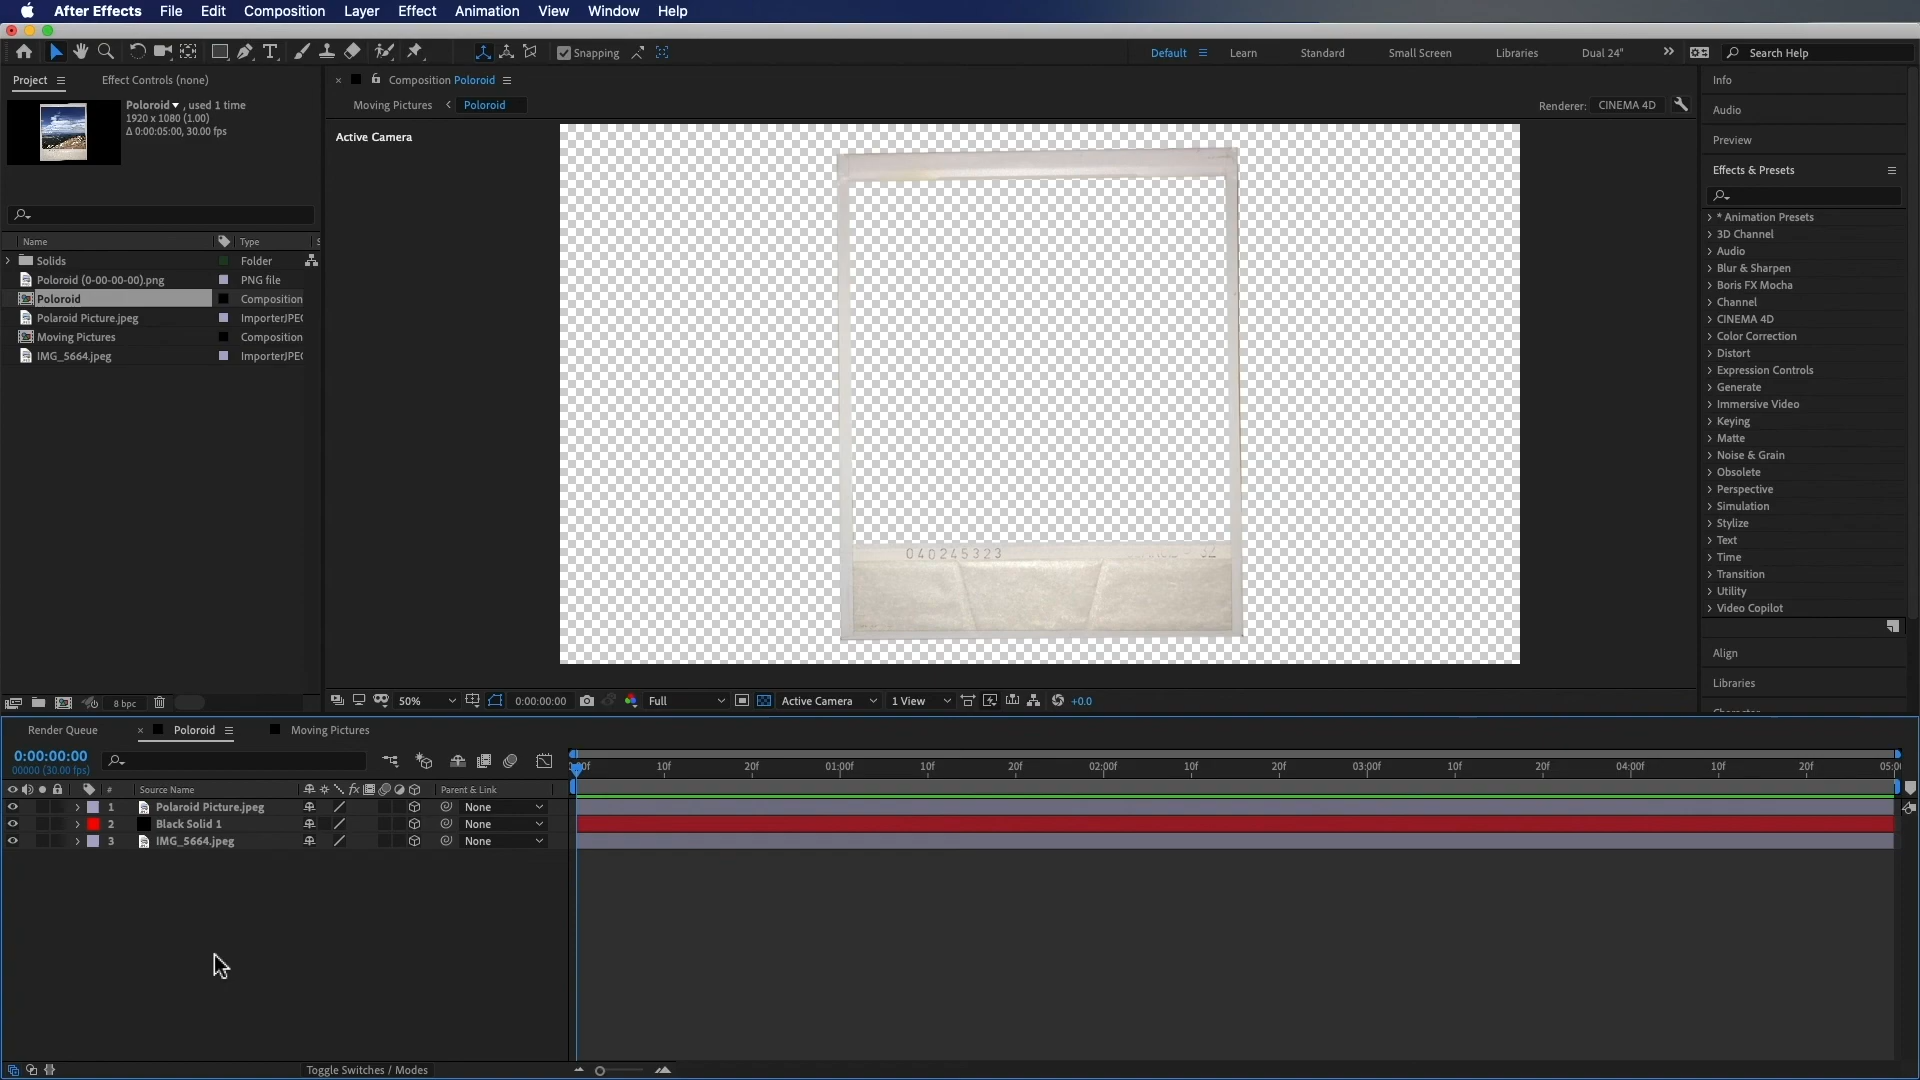 After Effects File Edit Composition Layer Effect Animation View Window Help
Snapping Default Learn Standard Small Screen Libraries Dual 24" Search Help
Project Effect Controls (none)
Poloroid , used 1 time
1920 x 1080 (1.00)
Δ 0:00:05:00, 30.00 fps
Name Type
Solids Folder
Poloroid (0-00-00-00).png PNG file
Poloroid Composition
Polaroid Picture.jpeg ImporterJPEG
Moving Pictures Composition
IMG_5664.jpeg ImporterJPEG
8 bpc
Composition Poloroid
Moving Pictures Poloroid
Renderer: CINEMA 4D
Active Camera
040245323
50% 0:00:00:00 Full Active Camera 1 View +0.0
Info
Audio
Preview
Effects & Presets
* Animation Presets
3D Channel
Audio
Blur & Sharpen
Boris FX Mocha
Channel
CINEMA 4D
Color Correction
Distort
Expression Controls
Generate
Immersive Video
Keying
Matte
Noise & Grain
Obsolete
Perspective
Simulation
Stylize
Text
Time
Transition
Utility
Video Copilot
Align
Libraries
Render Queue Poloroid Moving Pictures
0:00:00:00
00000 (30.00 fps)
10f 20f 01:00f 10f 20f 02:00f 10f 20f 03:00f 10f 20f 04:00f 10f 20f 05:0
# Source Name fx Parent & Link
1 Polaroid Picture.jpeg None
2 Black Solid 1 None
3 IMG_5664.jpeg None
Toggle Switches / Modes